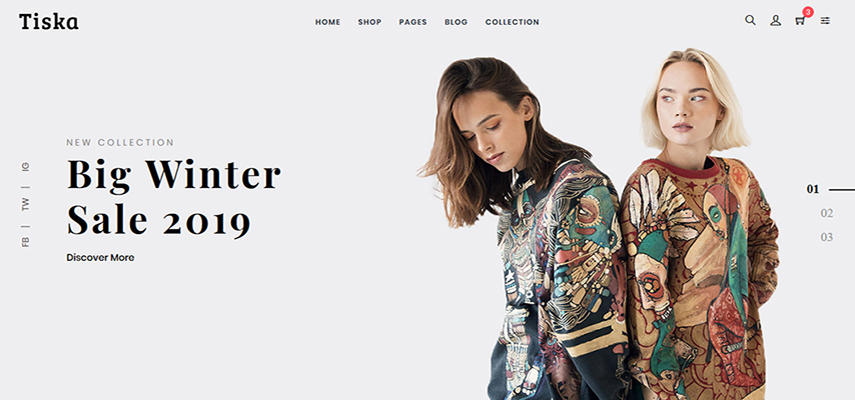 Tiska
HOME SHOP PAGES BLOG COLLECTION
3
NEW COLLECTION
Big Winter
Sale 2019
Discover More
FB | TW | IG
01
02
03